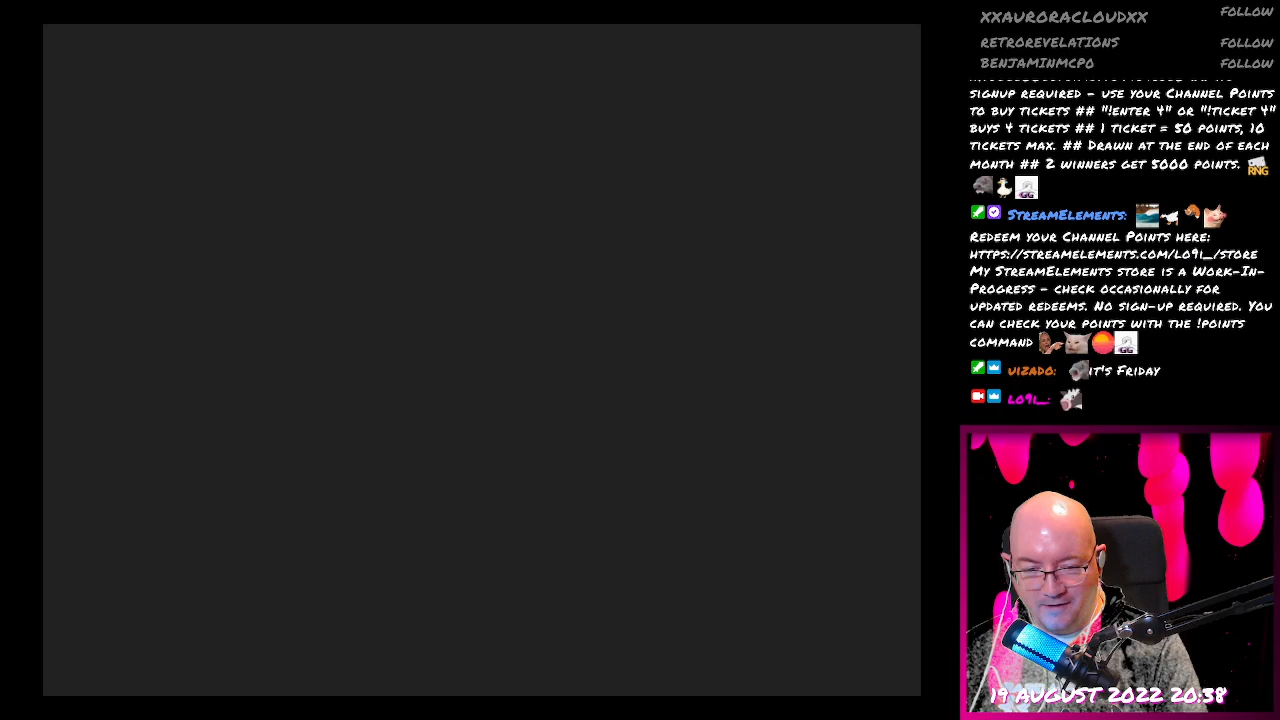 XXAURORACLOUDXX FOLLOW
RETROREVELATIONS FOLLOW
BENJAMINMCPO FOLLOW
SIGNUP REQUIRED - USE YOUR CHANNEL POINTS
TO BUY TICKETS ## "!ENTER 4" OR "!TICKET 4"
BUYS 4 TICKETS ## 1 TICKET = 50 POINTS, 10
TICKETS MAX. ## DRAWN AT THE END OF EACH
MONTH ## 2 WINNERS GET 5000 POINTS. RNG
GG
STREAMELEMENTS:
REDEEM YOUR CHANNEL POINTS HERE:
HTTPS://STREAMELEMENTS.COM/LO9I_/STORE
MY STREAMELEMENTS STORE IS A WORK-IN-
PROGRESS - CHECK OCCASIONALLY FOR
UPDATED REDEEMS. NO SIGN-UP REQUIRED. YOU
CAN CHECK YOUR POINTS WITH THE !POINTS
COMMAND GG
UIZADO: IT'S FRIDAY
LO9I_:
19 AUGUST 2022 20:38